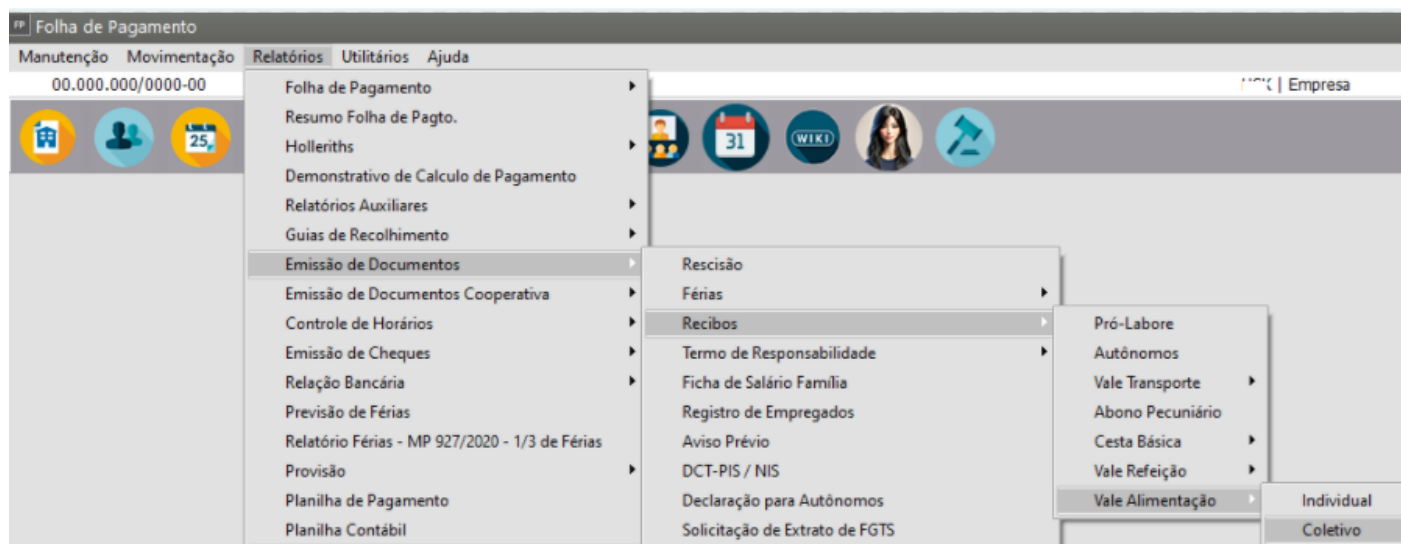 FP Folha de Pagamento
Manutenção Movimentação Relatórios Utilitários Ajuda
00.000.000/0000-00 | Empresa
25
31
WIKI
Folha de Pagamento
Resumo Folha de Pagto.
Holleriths
Demonstrativo de Calculo de Pagamento
Relatórios Auxiliares
Guias de Recolhimento
Emissão de Documentos
Emissão de Documentos Cooperativa
Controle de Horários
Emissão de Cheques
Relação Bancária
Previsão de Férias
Relatório Férias - MP 927/2020 - 1/3 de Férias
Provisão
Planilha de Pagamento
Planilha Contábil
Rescisão
Férias
Recibos
Termo de Responsabilidade
Ficha de Salário Família
Registro de Empregados
Aviso Prévio
DCT-PIS / NIS
Declaração para Autônomos
Solicitação de Extrato de FGTS
Pró-Labore
Autônomos
Vale Transporte
Abono Pecuniário
Cesta Básica
Vale Refeição
Vale Alimentação
Individual
Coletivo